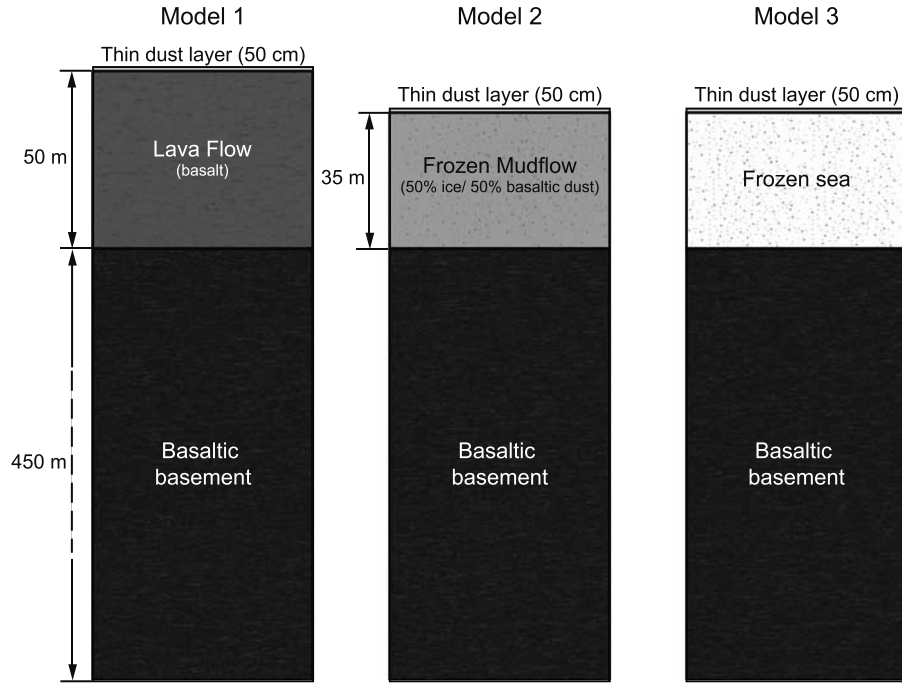 Model 1
Thin dust layer (50 cm)
50 m
Lava Flow
(basalt)
450 m
Basaltic
basement
Model 2
Thin dust layer (50 cm)
35 m
Frozen Mudflow
(50% ice/ 50% basaltic dust)
Basaltic
basement
Model 3
Thin dust layer (50 cm)
Frozen sea
Basaltic
basement